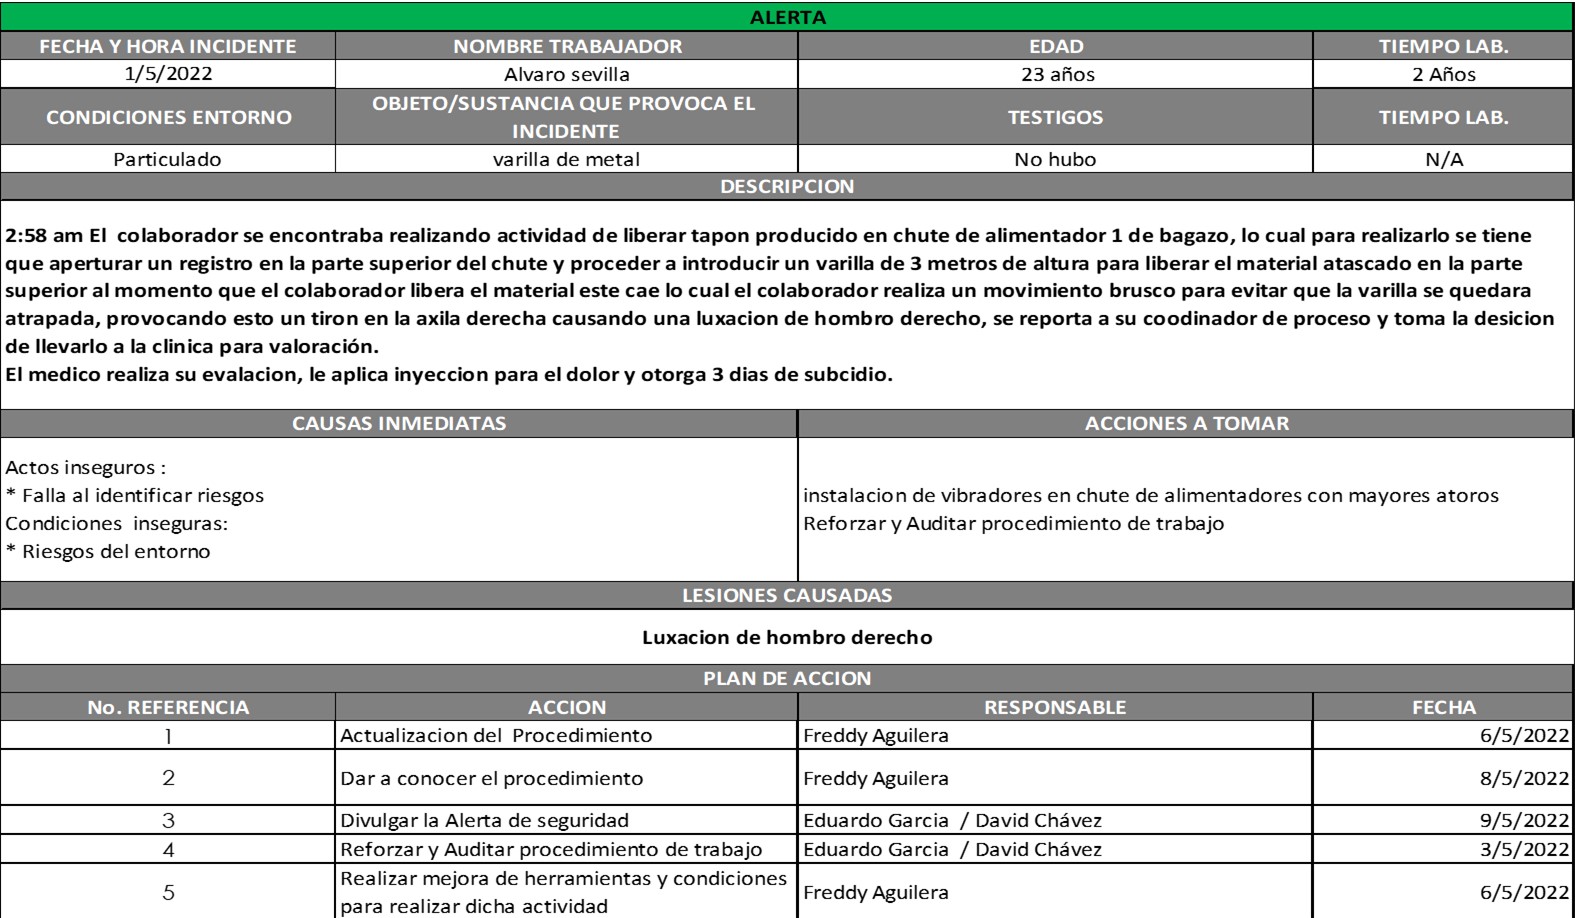 ALERTA
FECHA Y HORA INCIDENTE NOMBRE TRABAJADOR EDAD TIEMPO LAB.
1/5/2022 Alvaro sevilla 23 años 2 Años
CONDICIONES ENTORNO OBJETO/SUSTANCIA QUE PROVOCA EL INCIDENTE TESTIGOS TIEMPO LAB.
Particulado varilla de metal No hubo N/A
DESCRIPCION
2:58 am El colaborador se encontraba realizando actividad de liberar tapon producido en chute de alimentador 1 de bagazo, lo cual para realizarlo se tiene
que aperturar un registro en la parte superior del chute y proceder a introducir un varilla de 3 metros de altura para liberar el material atascado en la parte
superior al momento que el colaborador libera el material este cae lo cual el colaborador realiza un movimiento brusco para evitar que la varilla se quedara
atrapada, provocando esto un tiron en la axila derecha causando una luxacion de hombro derecho, se reporta a su coodinador de proceso y toma la desicion
de llevarlo a la clinica para valoración.
El medico realiza su evalacion, le aplica inyeccion para el dolor y otorga 3 dias de subcidio.
CAUSAS INMEDIATAS ACCIONES A TOMAR
Actos inseguros :
* Falla al identificar riesgos
Condiciones inseguras:
* Riesgos del entorno
instalacion de vibradores en chute de alimentadores con mayores atoros
Reforzar y Auditar procedimiento de trabajo
LESIONES CAUSADAS
Luxacion de hombro derecho
PLAN DE ACCION
No. REFERENCIA ACCION RESPONSABLE FECHA
1 Actualizacion del Procedimiento Freddy Aguilera 6/5/2022
2 Dar a conocer el procedimiento Freddy Aguilera 8/5/2022
3 Divulgar la Alerta de seguridad Eduardo Garcia / David Chávez 9/5/2022
4 Reforzar y Auditar procedimiento de trabajo Eduardo Garcia / David Chávez 3/5/2022
5 Realizar mejora de herramientas y condiciones para realizar dicha actividad Freddy Aguilera 6/5/2022